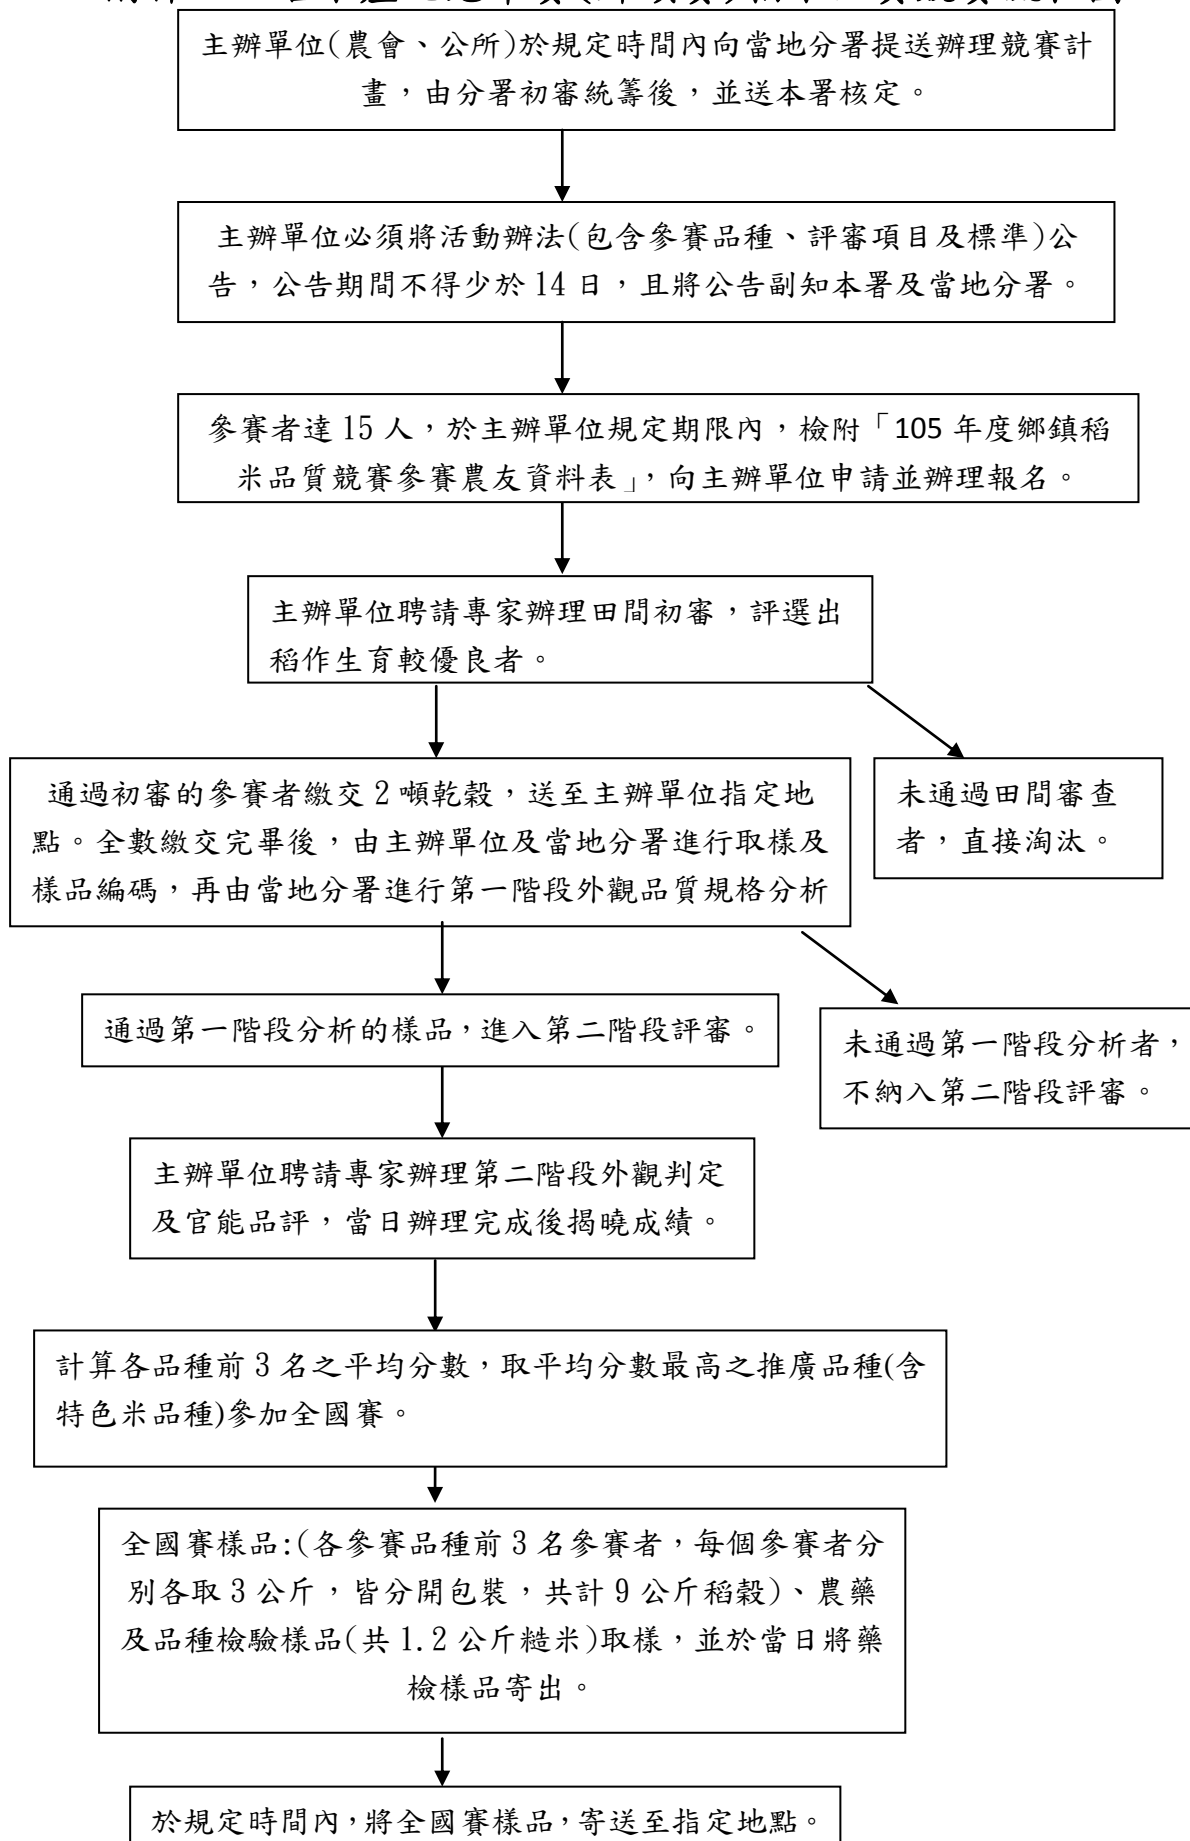 主辦單位(農會、公所)於規定時間內向當地分署提送辦理競賽計
畫，由分署初審統籌後，並送本署核定。
主辦單位必須將活動辦法(包含參賽品種、評審項目及標準)公
告，公告期間不得少於 14 日，且將公告副知本署及當地分署。
參賽者達 15 人，於主辦單位規定期限內，檢附「105 年度鄉鎮稻
米品質競賽參賽農友資料表」，向主辦單位申請並辦理報名。
主辦單位聘請專家辦理田間初審，評選出
稻作生育較優良者。
通過初審的參賽者繳交 2 噸乾穀，送至主辦單位指定地
點。全數繳交完畢後，由主辦單位及當地分署進行取樣及
樣品編碼，再由當地分署進行第一階段外觀品質規格分析
未通過田間審查
者，直接淘汰。
通過第一階段分析的樣品，進入第二階段評審。
未通過第一階段分析者，
不納入第二階段評審。
主辦單位聘請專家辦理第二階段外觀判定
及官能品評，當日辦理完成後揭曉成績。
計算各品種前 3 名之平均分數，取平均分數最高之推廣品種(含
特色米品種)參加全國賽。
全國賽樣品:(各參賽品種前 3 名參賽者，每個參賽者分
別各取 3 公斤，皆分開包裝，共計 9 公斤稻穀)、農藥
及品種檢驗樣品(共 1.2 公斤糙米)取樣，並於當日將藥
檢樣品寄出。
於規定時間內，將全國賽樣品，寄送至指定地點。